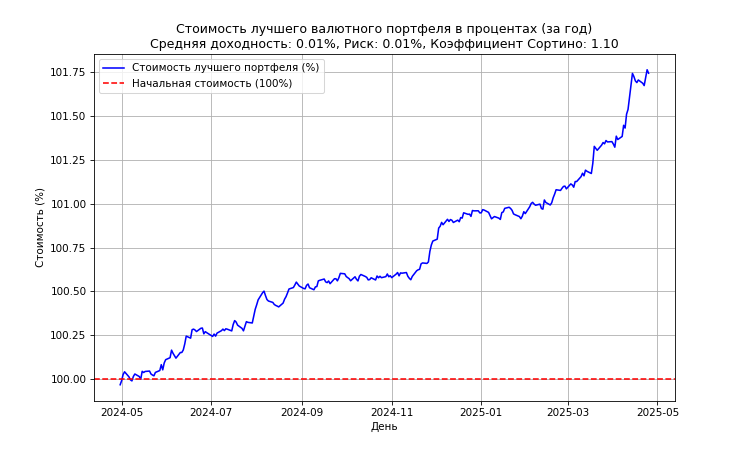 Стоимость лучшего валютного портфеля в процентах (за год)
Средняя доходность: 0.01%, Риск: 0.01%, Коэффициент Сортино: 1.10
Стоимость лучшего портфеля (%)
Начальная стоимость (100%)
Стоимость (%)
101.75
101.50
101.25
101.00
100.75
100.50
100.25
100.00
2024-05 2024-07 2024-09 2024-11 2025-01 2025-03 2025-05
День